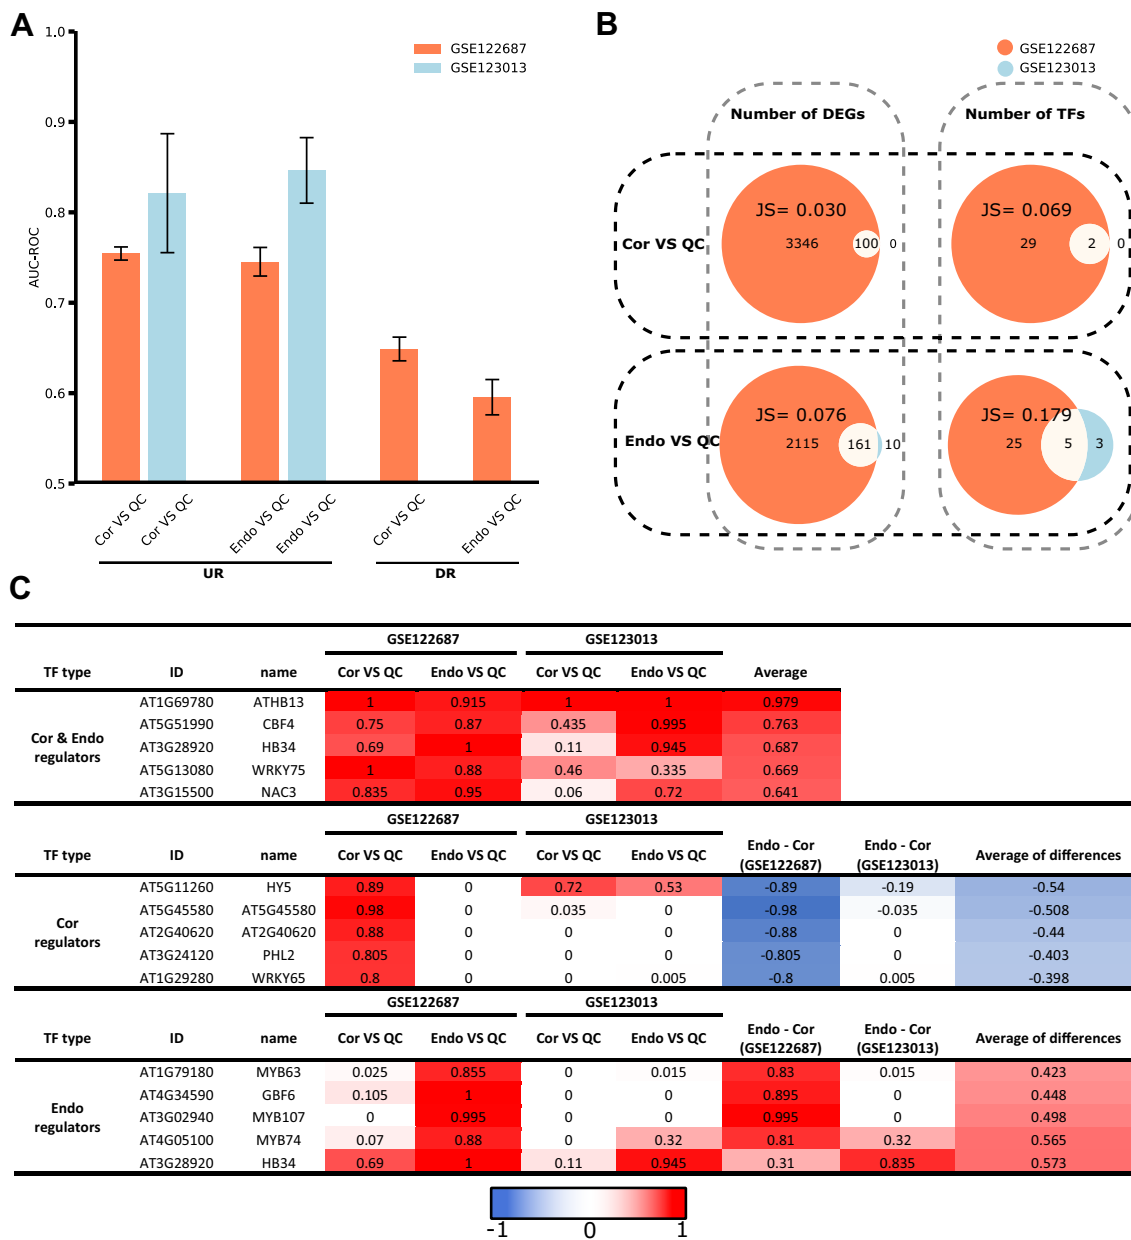 A
1.0
0.9
0.8
0.7
0.6
0.5
AUC-ROC
GSE122687
GSE123013
Cor VS QC
Cor VS QC
Endo VS QC
Endo VS QC
Cor VS QC
Endo VS QC
UR
DR
B
GSE122687
GSE123013
Number of DEGs
Number of TFs
Cor VS QC
JS= 0.030
3346
100
0
JS= 0.069
29
2
0
Endo VS QC
JS= 0.076
2115
161
10
JS= 0.179
25
5
3
C
GSE122687 GSE123013
TF type ID name Cor VS QC Endo VS QC Cor VS QC Endo VS QC Average
Cor & Endo regulators
AT1G69780 ATHB13 1 0.915 1 1 0.979
AT5G51990 CBF4 0.75 0.87 0.435 0.995 0.763
AT3G28920 HB34 0.69 1 0.11 0.945 0.687
AT5G13080 WRKY75 1 0.88 0.46 0.335 0.669
AT3G15500 NAC3 0.835 0.95 0.06 0.72 0.641
GSE122687 GSE123013
TF type ID name Cor VS QC Endo VS QC Cor VS QC Endo VS QC Endo - Cor (GSE122687) Endo - Cor (GSE123013) Average of differences
Cor regulators
AT5G11260 HY5 0.89 0 0.72 0.53 -0.89 -0.19 -0.54
AT5G45580 AT5G45580 0.98 0 0.035 0 -0.98 -0.035 -0.508
AT2G40620 AT2G40620 0.88 0 0 0 -0.88 0 -0.44
AT3G24120 PHL2 0.805 0 0 0 -0.805 0 -0.403
AT1G29280 WRKY65 0.8 0 0 0.005 -0.8 0.005 -0.398
GSE122687 GSE123013
TF type ID name Cor VS QC Endo VS QC Cor VS QC Endo VS QC Endo - Cor (GSE122687) Endo - Cor (GSE123013) Average of differences
Endo regulators
AT1G79180 MYB63 0.025 0.855 0 0.015 0.83 0.015 0.423
AT4G34590 GBF6 0.105 1 0 0 0.895 0 0.448
AT3G02940 MYB107 0 0.995 0 0 0.995 0 0.498
AT4G05100 MYB74 0.07 0.88 0 0.32 0.81 0.32 0.565
AT3G28920 HB34 0.69 1 0.11 0.945 0.31 0.835 0.573
-1 0 1